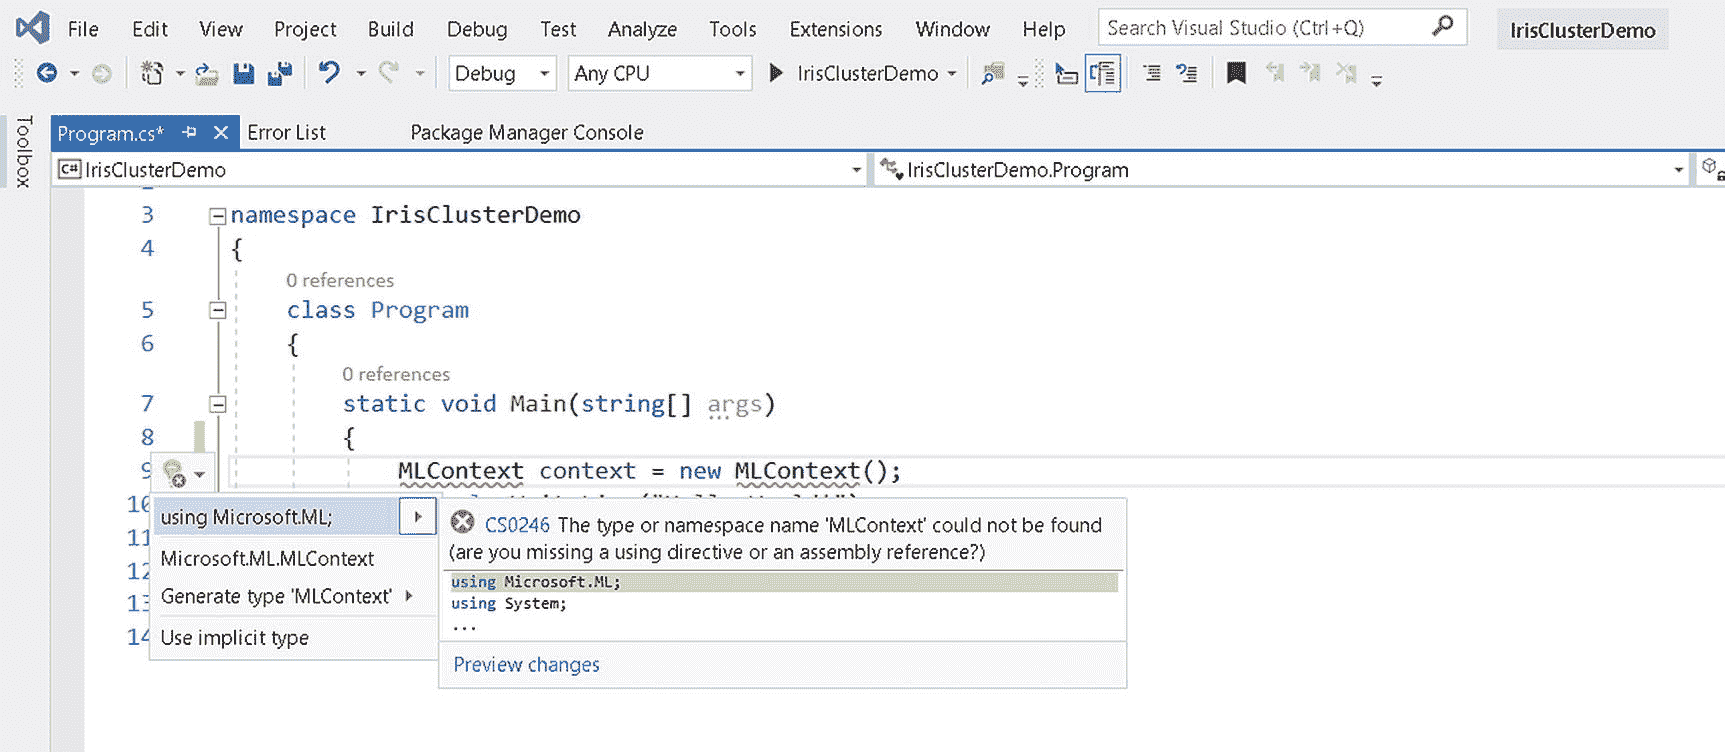 File Edit View Project Build Debug Test Analyze Tools Extensions Window Help Search Visual Studio (Ctrl+Q) IrisClusterDemo
Debug Any CPU IrisClusterDemo
Toolbox
Program.cs* Error List Package Manager Console
C# IrisClusterDemo IrisClusterDemo.Program
3 namespace IrisClusterDemo
4 {
0 references
5 class Program
6 {
0 references
7 static void Main(string[] args)
8 {
9 MLContext context = new MLContext();
10
11
12
13
14
using Microsoft.ML;
Microsoft.ML.MLContext
Generate type 'MLContext'
Use implicit type
CS0246 The type or namespace name 'MLContext' could not be found
(are you missing a using directive or an assembly reference?)
using Microsoft.ML;
using System;
...
Preview changes